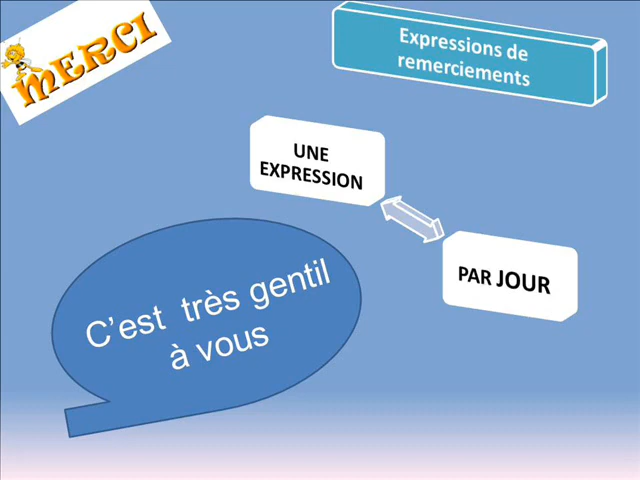 MERCI
Expressions de
remerciements
UNE
EXPRESSION
PAR JOUR
C'est très gentil
à vous